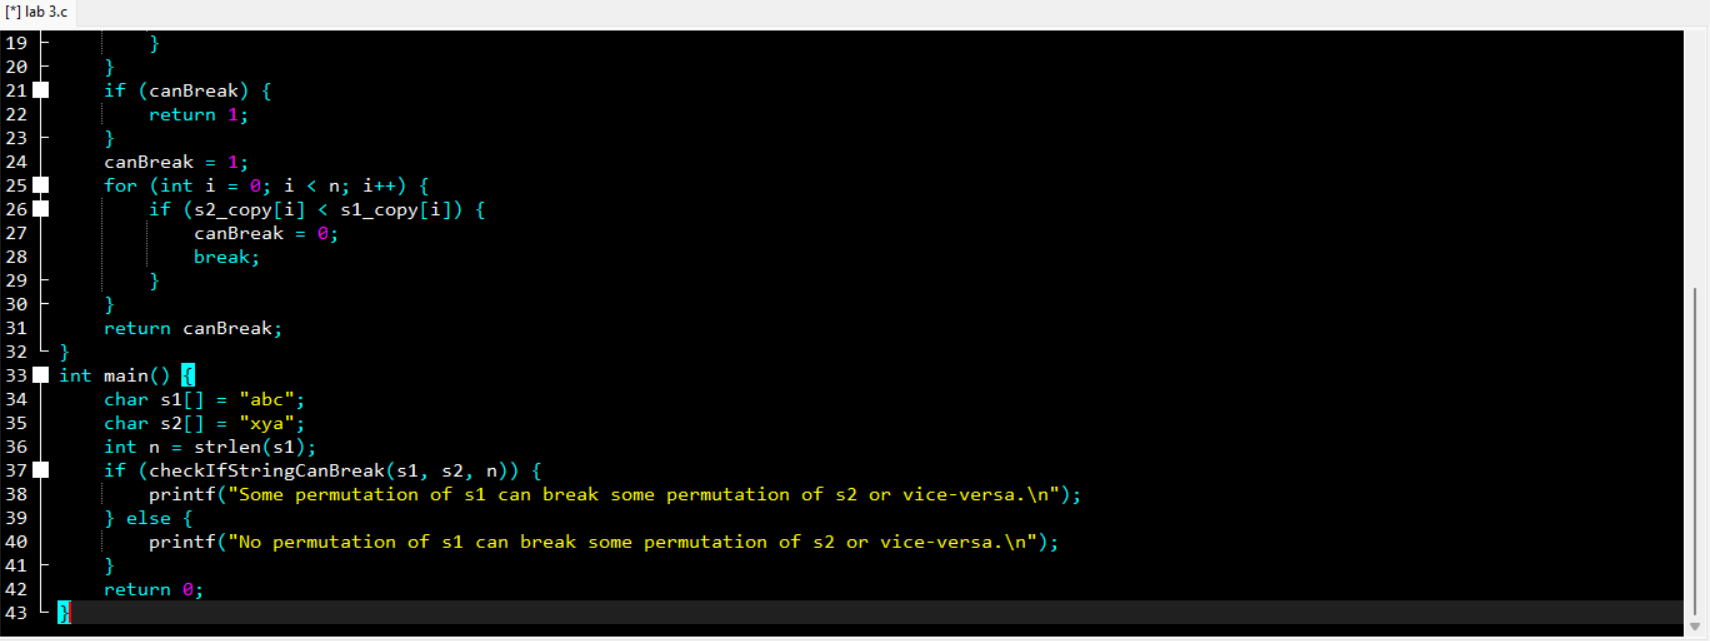 [*] lab 3.c
19 }
20 }
21 if (canBreak) {
22 return 1;
23 }
24 canBreak = 1;
25 for (int i = 0; i < n; i++) {
26 if (s2_copy[i] < s1_copy[i]) {
27 canBreak = 0;
28 break;
29 }
30 }
31 return canBreak;
32 }
33 int main() {
34 char s1[] = "abc";
35 char s2[] = "xya";
36 int n = strlen(s1);
37 if (checkIfStringCanBreak(s1, s2, n)) {
38 printf("Some permutation of s1 can break some permutation of s2 or vice-versa.\n");
39 } else {
40 printf("No permutation of s1 can break some permutation of s2 or vice-versa.\n");
41 }
42 return 0;
43 }